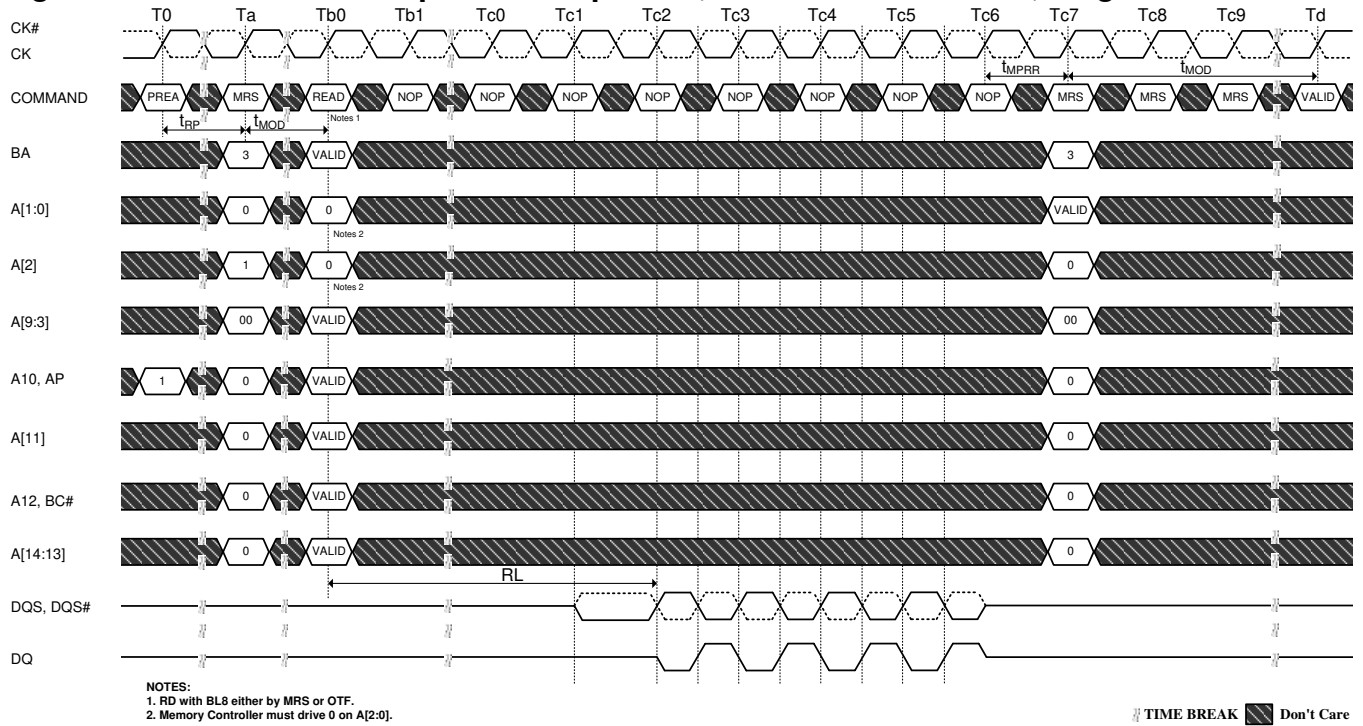 T0 Ta Tb0 Tb1 Tc0 Tc1 Tc2 Tc3 Tc4 Tc5 Tc6 Tc7 Tc8 Tc9 Td
CK#
CK
tMPRR tMOD
COMMAND PREA MRS READ NOP NOP NOP NOP NOP NOP NOP NOP MRS MRS MRS VALID
tRP tMOD Notes 1
BA 3 VALID 3
A[1:0] 0 0 VALID
Notes 2
A[2] 1 0 0
Notes 2
A[9:3] 00 VALID 00
A10, AP 1 0 VALID 0
A[11] 0 VALID 0
A12, BC# 0 VALID 0
A[14:13] 0 VALID 0
RL
DQS, DQS#
DQ
NOTES:
1. RD with BL8 either by MRS or OTF.
2. Memory Controller must drive 0 on A[2:0].
TIME BREAK Don't Care